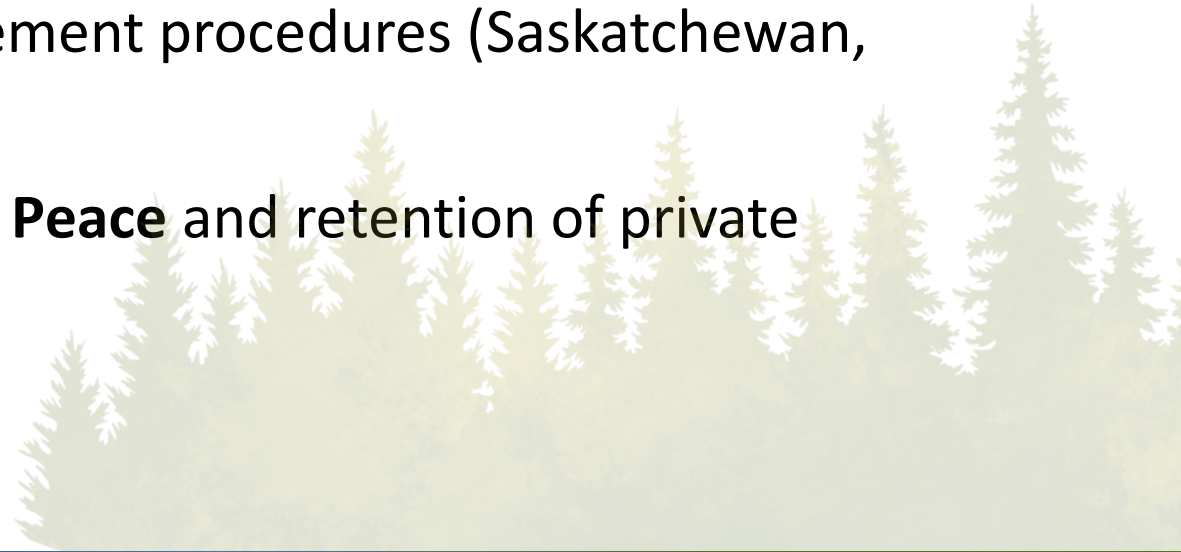 ement procedures (Saskatchewan,
Peace and retention of private